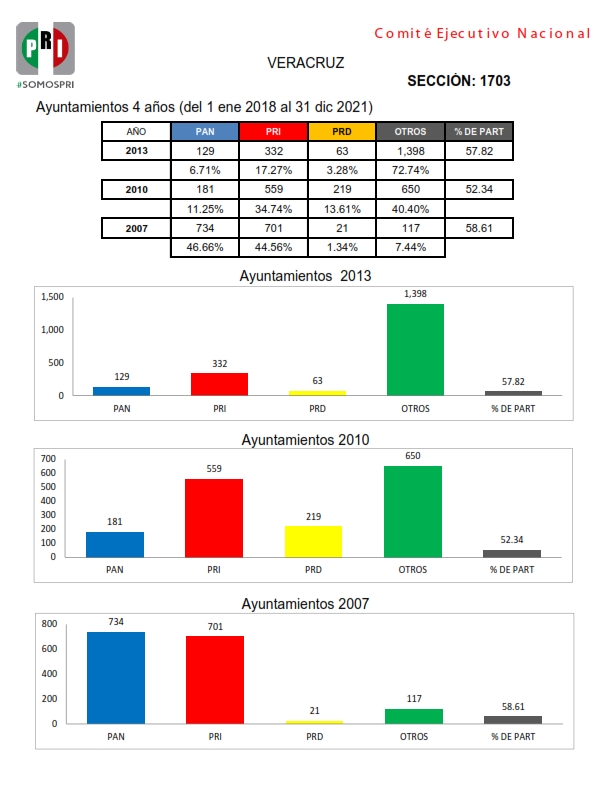 PRI
#SOMOSPRI
Comité Ejecutivo Nacional
VERACRUZ
SECCIÓN: 1703
Ayuntamientos 4 años (del 1 ene 2018 al 31 dic 2021)
AÑO PAN PRI PRD OTROS % DE PART
2013 129 332 63 1,398 57.82
6.71% 17.27% 3.28% 72.74%
2010 181 559 219 650 52.34
11.25% 34.74% 13.61% 40.40%
2007 734 701 21 117 58.61
46.66% 44.56% 1.34% 7.44%
Ayuntamientos 2013
1,500
1,000
500
0
129 332 63 1,398 57.82
PAN PRI PRD OTROS % DE PART
Ayuntamientos 2010
700
600
500
400
300
200
100
0
181 559 219 650 52.34
PAN PRI PRD OTROS % DE PART
Ayuntamientos 2007
800
600
400
200
0
734 701 21 117 58.61
PAN PRI PRD OTROS % DE PART